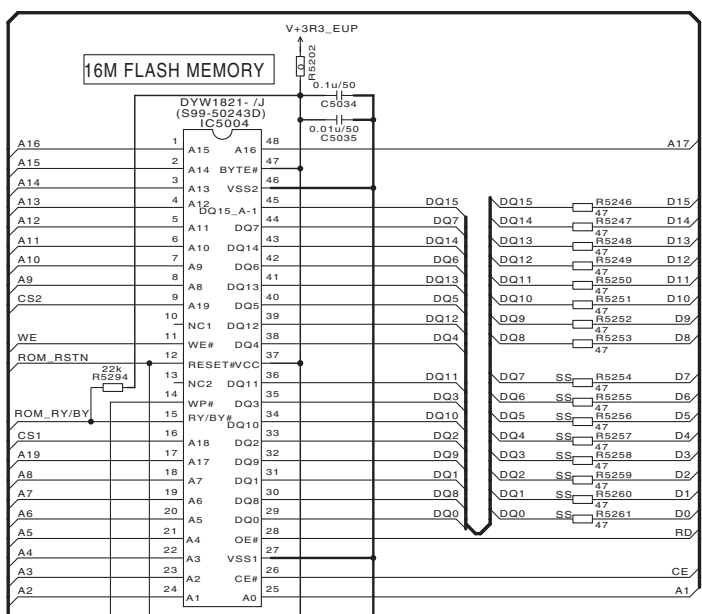 V+3R3_EUP
R5202
0
16M FLASH MEMORY
0.1u/50
C5034
DYW1821- /J
(S99-50243D)
IC5004
0.01u/50
C5035
A16 1 A15 A16 48 A17
A15 2 A14 BYTE# 47
A14 3 A13 VSS2 46
A13 4 A12 DQ15_A-1 45 DQ15 DQ15 R5246 47 D15
A12 5 A11 DQ7 44 DQ7 DQ14 R5247 47 D14
A11 6 A10 DQ14 43 DQ14 DQ13 R5248 47 D13
A10 7 A9 DQ6 42 DQ6 DQ12 R5249 47 D12
A9 8 A8 DQ13 41 DQ13 DQ11 R5250 47 D11
CS2 9 A19 DQ5 40 DQ5 DQ10 R5251 47 D10
10 NC1 DQ12 39 DQ12 DQ9 R5252 47 D9
WE 11 WE# DQ4 38 DQ4 DQ8 R5253 47 D8
ROM_RSTN 12 RESET# VCC 37
22k
R5294
13 NC2 DQ11 36 DQ11 DQ7 SS R5254 47 D7
14 WP# DQ3 35 DQ3 DQ6 SS R5255 47 D6
ROM_RY/BY 15 RY/BY# DQ10 34 DQ10 DQ5 SS R5256 47 D5
CS1 16 A18 DQ2 33 DQ2 DQ4 SS R5257 47 D4
A19 17 A17 DQ9 32 DQ9 DQ3 SS R5258 47 D3
A8 18 A7 DQ1 31 DQ1 DQ2 SS R5259 47 D2
A7 19 A6 DQ8 30 DQ8 DQ1 SS R5260 47 D1
A6 20 A5 DQ0 29 DQ0 DQ0 SS R5261 47 D0
A5 21 A4 OE# 28 RD
A4 22 A3 VSS1 27
A3 23 A2 CE# 26 CE
A2 24 A1 A0 25 A1